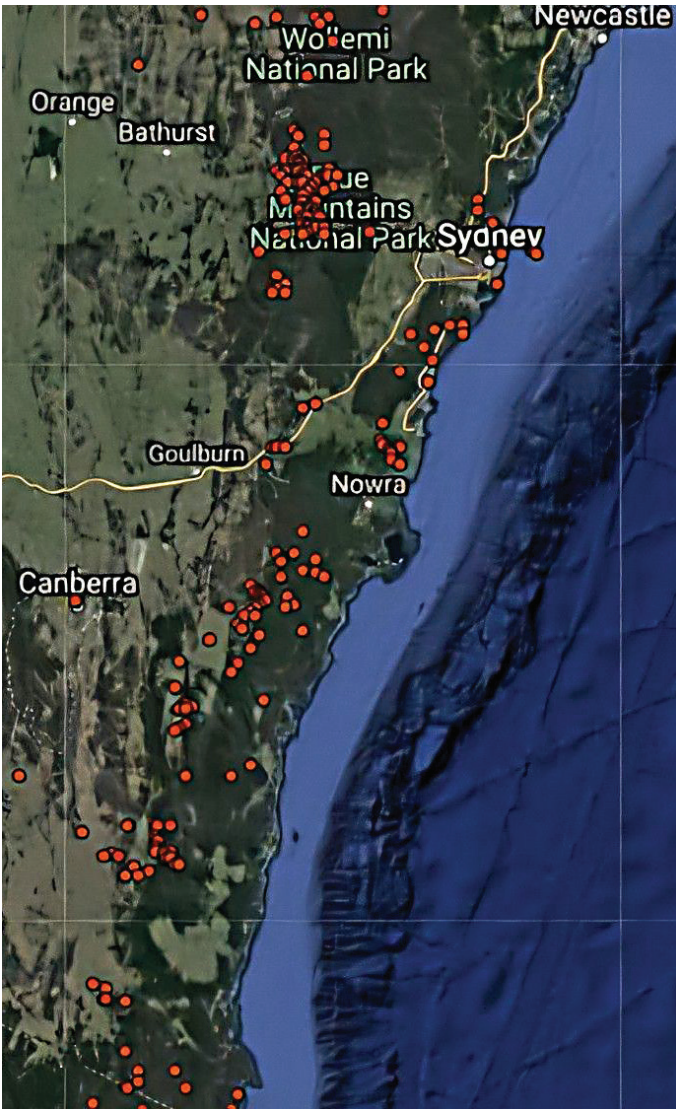 Newcastle
Wollemi
National Park
Orange
Bathurst
Blue
Mountains
National Park
Sydney
Goulburn
Nowra
Canberra